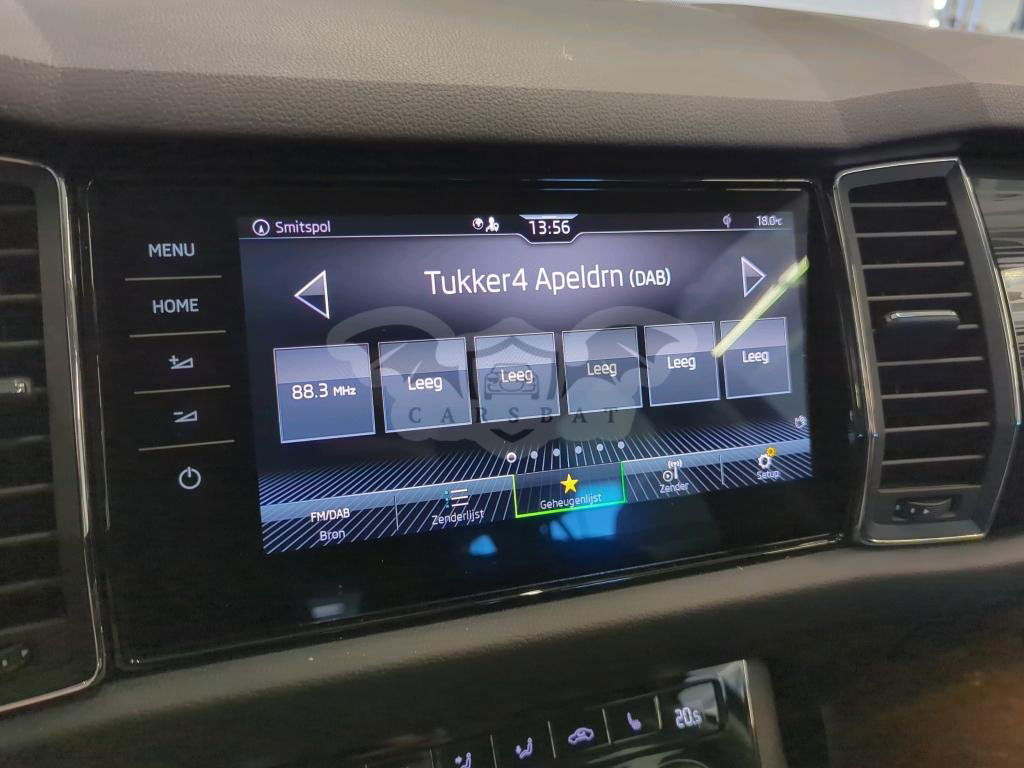 Smitspol
13:56
18.0°C
MENU
HOME
Tukker4 Apeldrn (DAB)
88.3 MHz
Leeg
Leeg
Leeg
Leeg
Leeg
CARSBAT
FM/DAB
Bron
Zenderlijst
Geheugenlijst
Zender
Setup
20.5